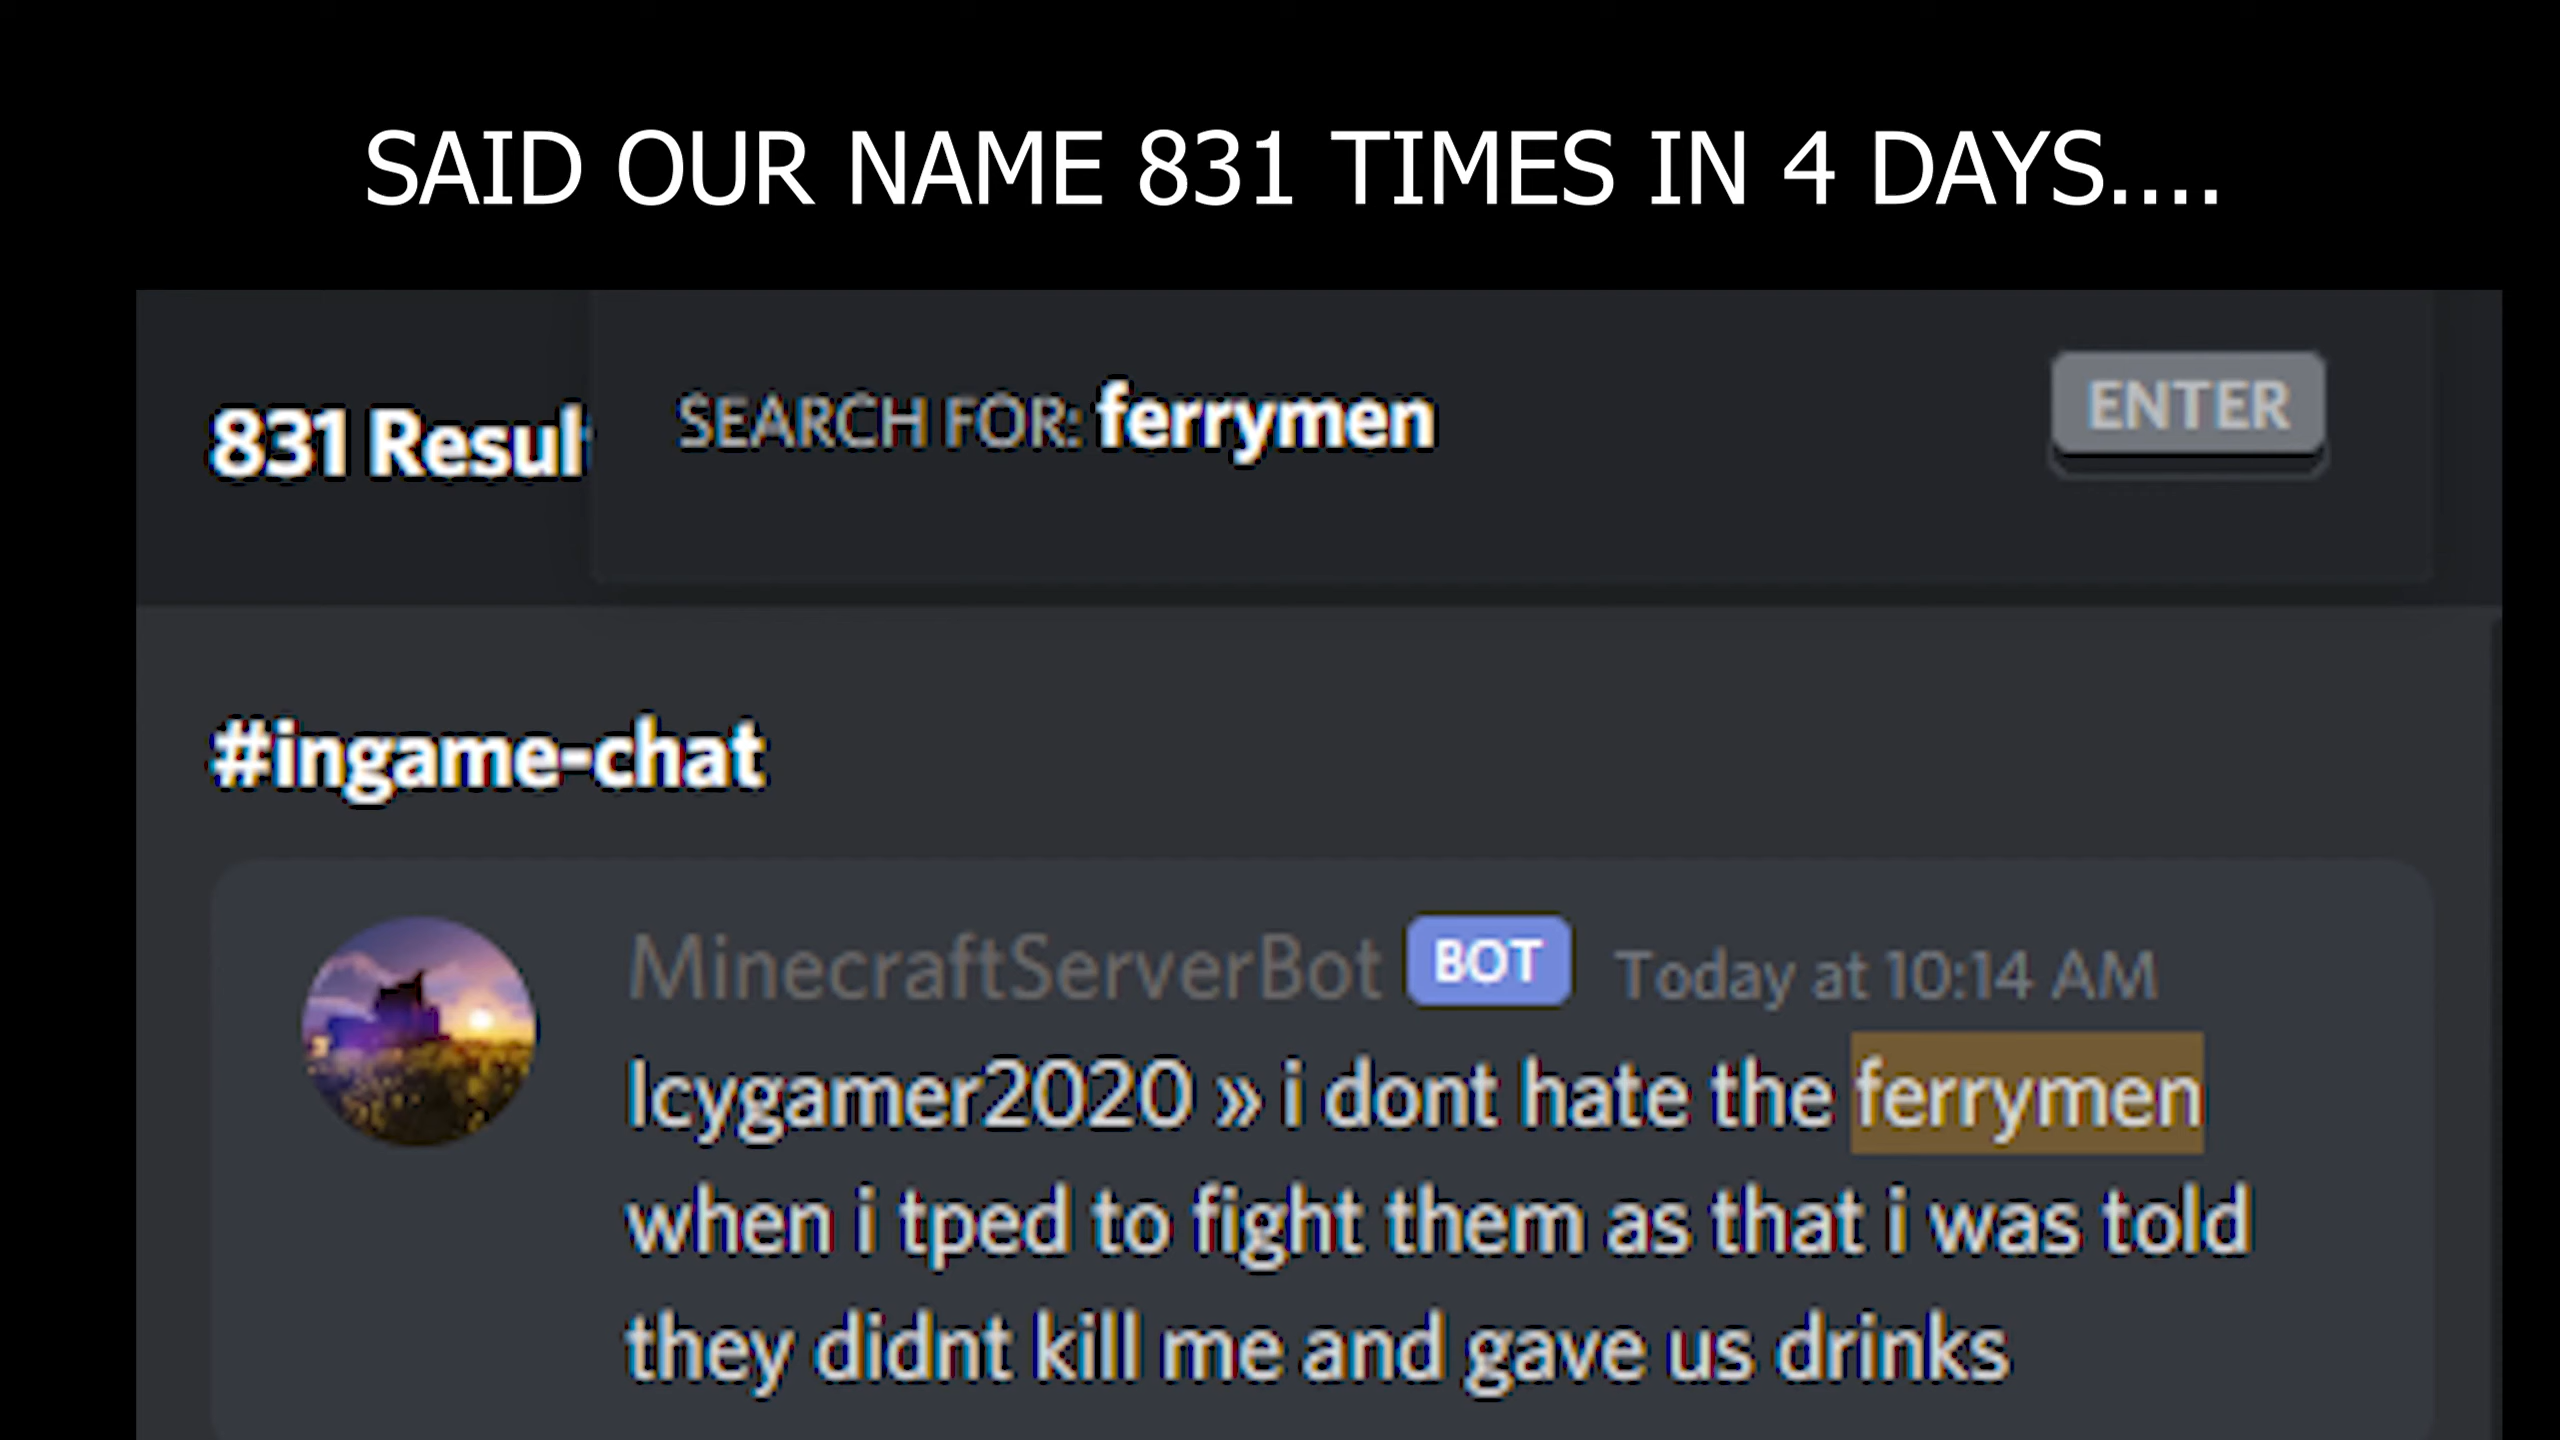 SAID OUR NAME 831 TIMES IN 4 DAYS....
831 Resul
SEARCH FOR: ferrymen
ENTER
#ingame-chat
MinecraftServerBot BOT Today at 10:14 AM
Icygamer2020 » i dont hate the ferrymen
when i tped to fight them as that i was told
they didnt kill me and gave us drinks